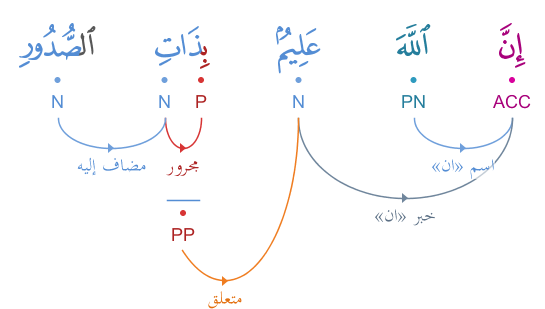 إِنَّ ٱللَّهَ عَلِيمٌۢ بِذَاتِ ٱلصُّدُورِ
ACC PN N P N N
اسم «ان» مجرور مضاف إليه
خبر «ان»
PP
متعلق